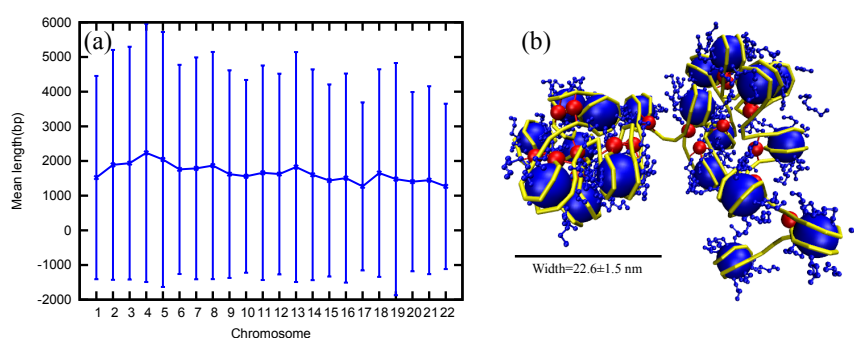 (a)
(b)
6000
5000
4000
3000
2000
1000
0
-1000
-2000
Mean length(bp)
1 2 3 4 5 6 7 8 9 10 11 12 13 14 15 16 17 18 19 20 21 22
Chromosome
Width=22.6±1.5 nm